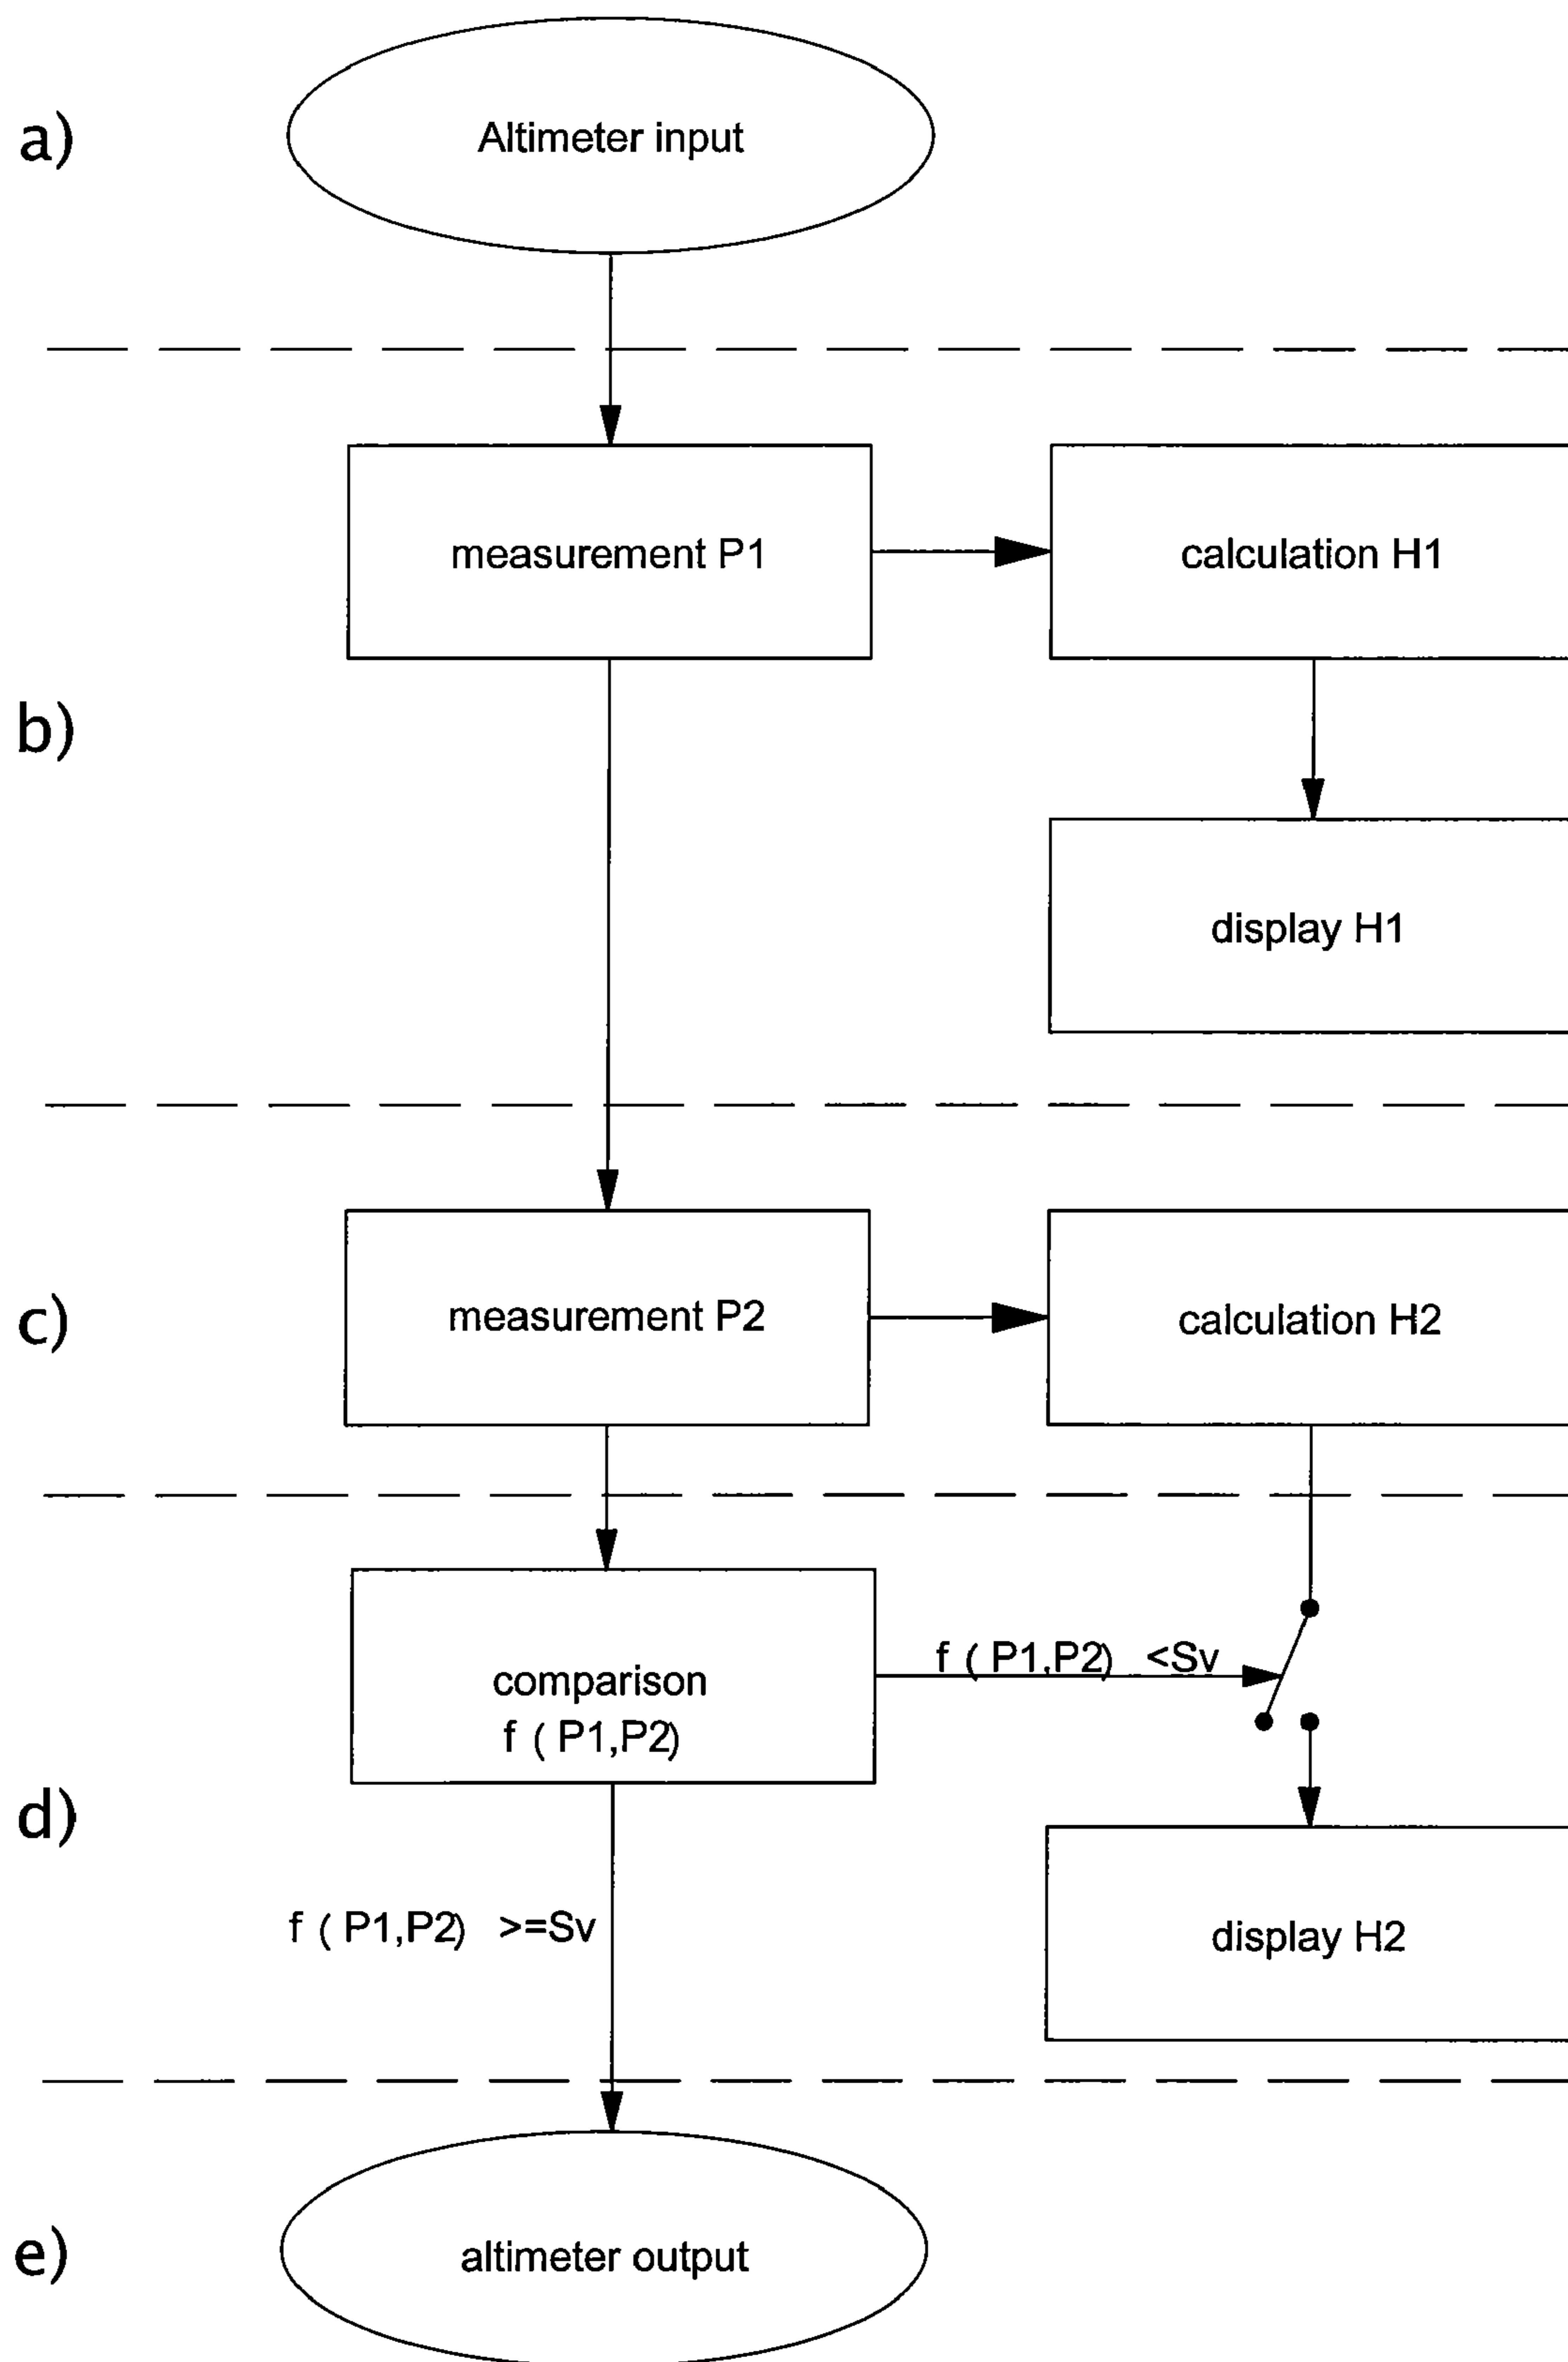 a)
Altimeter input
measurement P1
calculation H1
b)
display H1
c)
measurement P2
calculation H2
comparison
f ( P1,P2)
f ( P1,P2) <Sv
d)
f ( P1,P2) >=Sv
display H2
e)
altimeter output